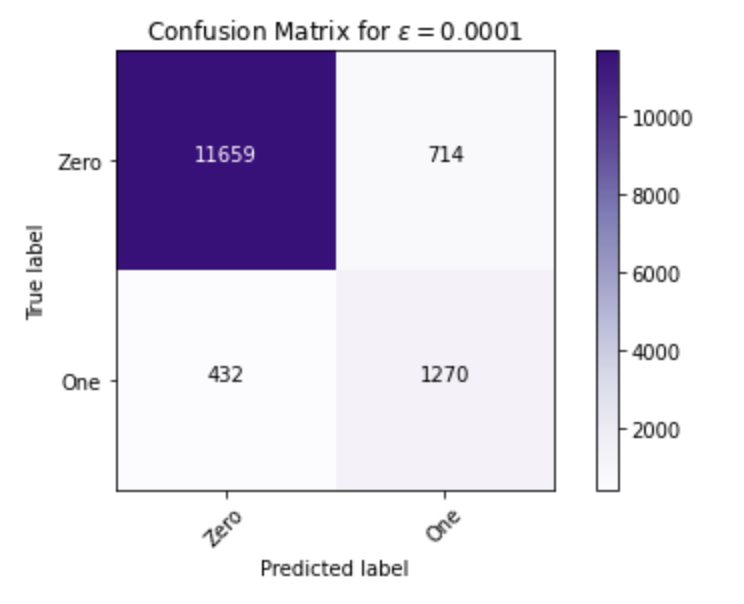 Confusion Matrix for ε = 0.0001
True label
Zero
11659
714
One
432
1270
Zero
One
Predicted label
10000
8000
6000
4000
2000